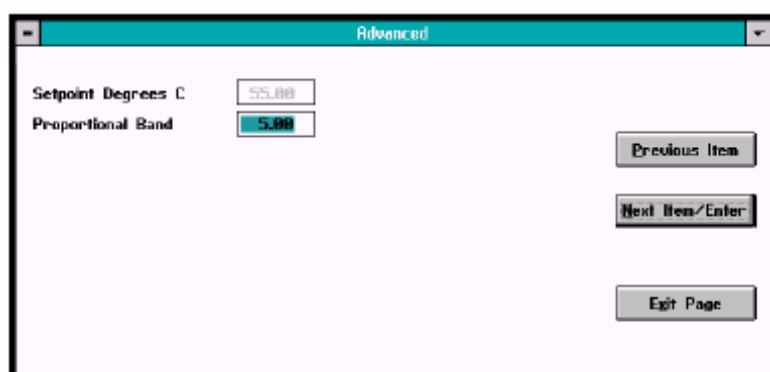 Advanced
Setpoint Degrees C 55.00
Proportional Band 5.00
Previous Item
Next Item/Enter
Exit Page